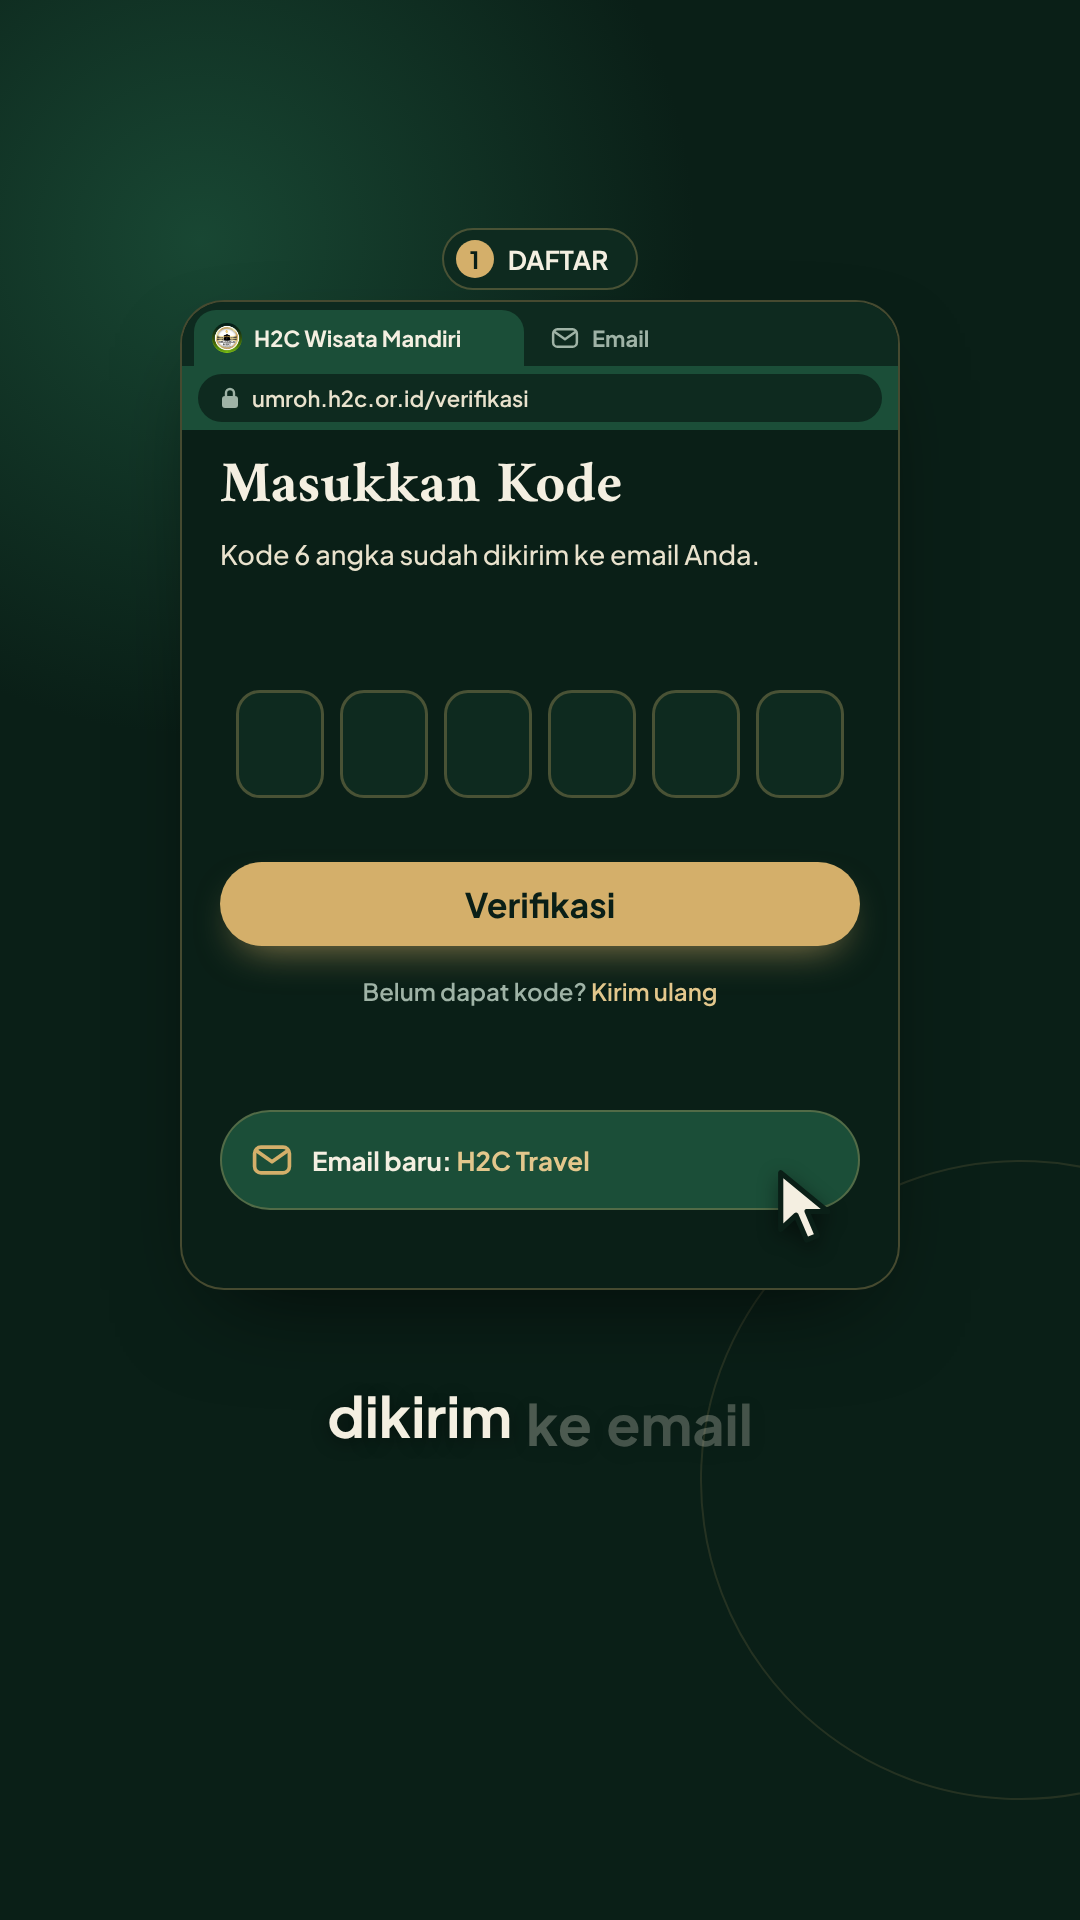 1 DAFTAR
H2C Wisata Mandiri
Email
umroh.h2c.or.id/verifikasi
Masukkan Kode
Kode 6 angka sudah dikirim ke email Anda.
Verifikasi
Belum dapat kode? Kirim ulang
Email baru: H2C Travel
dikirim ke email